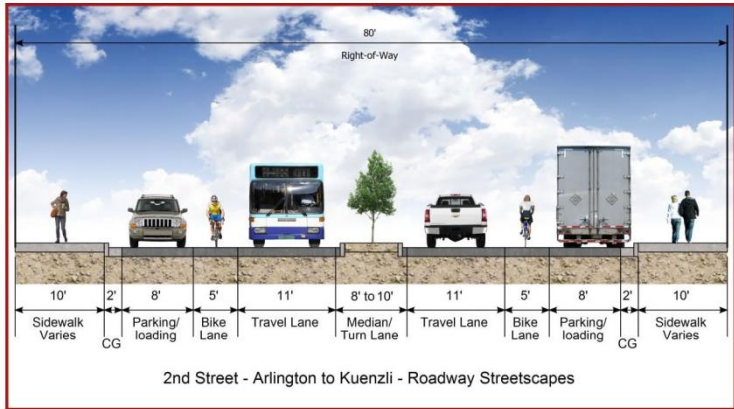 80'
Right-of-Way
10' 2' 8' 5' 11' 8' to 10' 11' 5' 8' 2' 10'
Sidewalk Varies
CG
Parking/ loading
Bike Lane
Travel Lane
Median/ Turn Lane
Travel Lane
Bike Lane
Parking/ loading
CG
Sidewalk Varies
2nd Street - Arlington to Kuenzli - Roadway Streetscapes